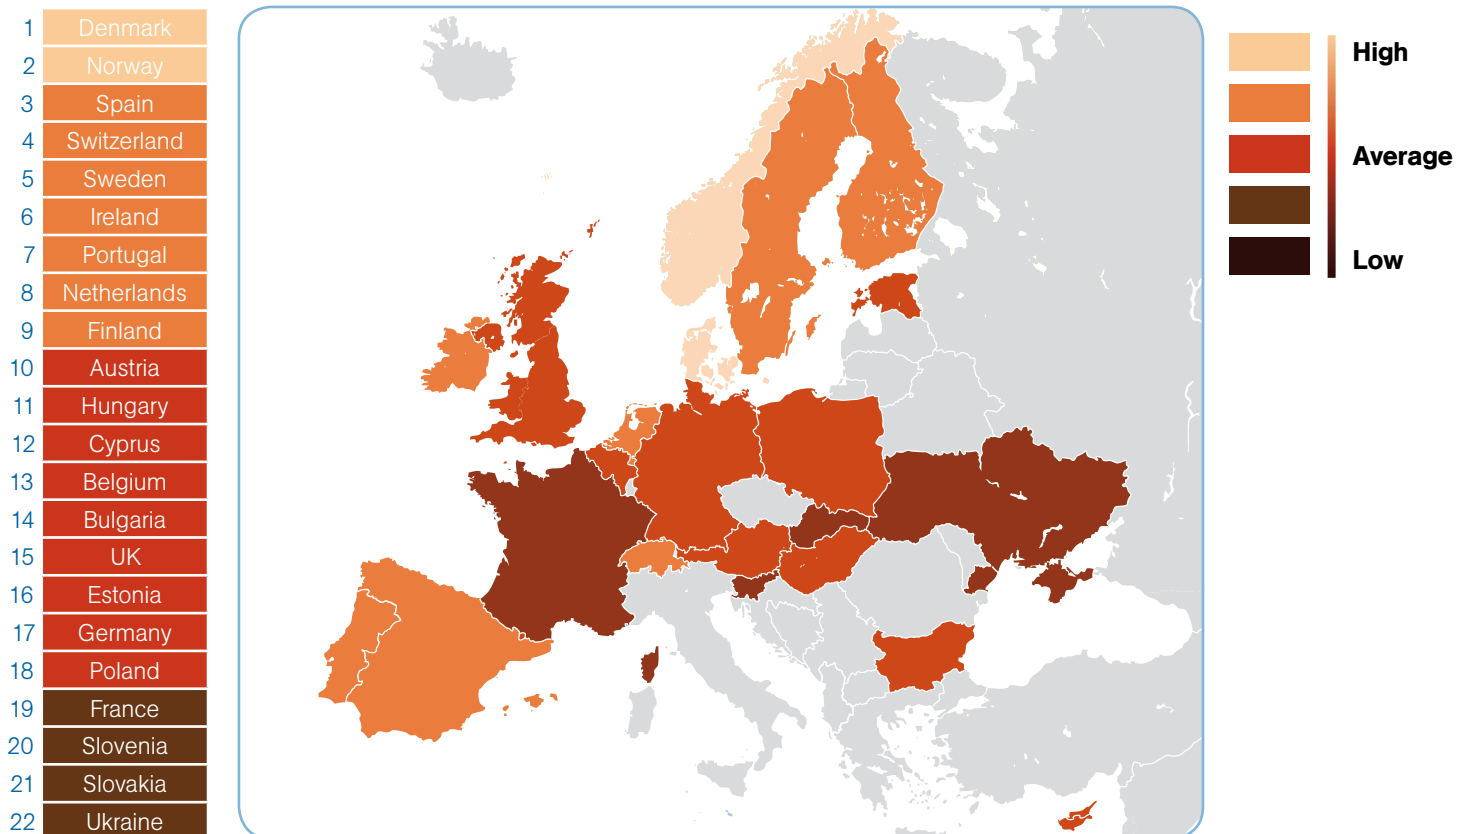 1 Denmark
2 Norway
3 Spain
4 Switzerland
5 Sweden
6 Ireland
7 Portugal
8 Netherlands
9 Finland
10 Austria
11 Hungary
12 Cyprus
13 Belgium
14 Bulgaria
15 UK
16 Estonia
17 Germany
18 Poland
19 France
20 Slovenia
21 Slovakia
22 Ukraine
High
Average
Low